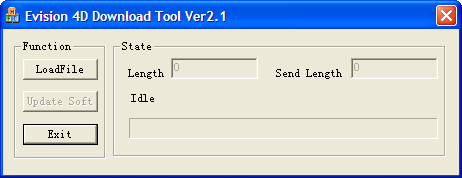 Evision 4D Download Tool Ver2.1
Function
LoadFile
Update Soft
Exit
State
Length 0 Send Length 0
Idle